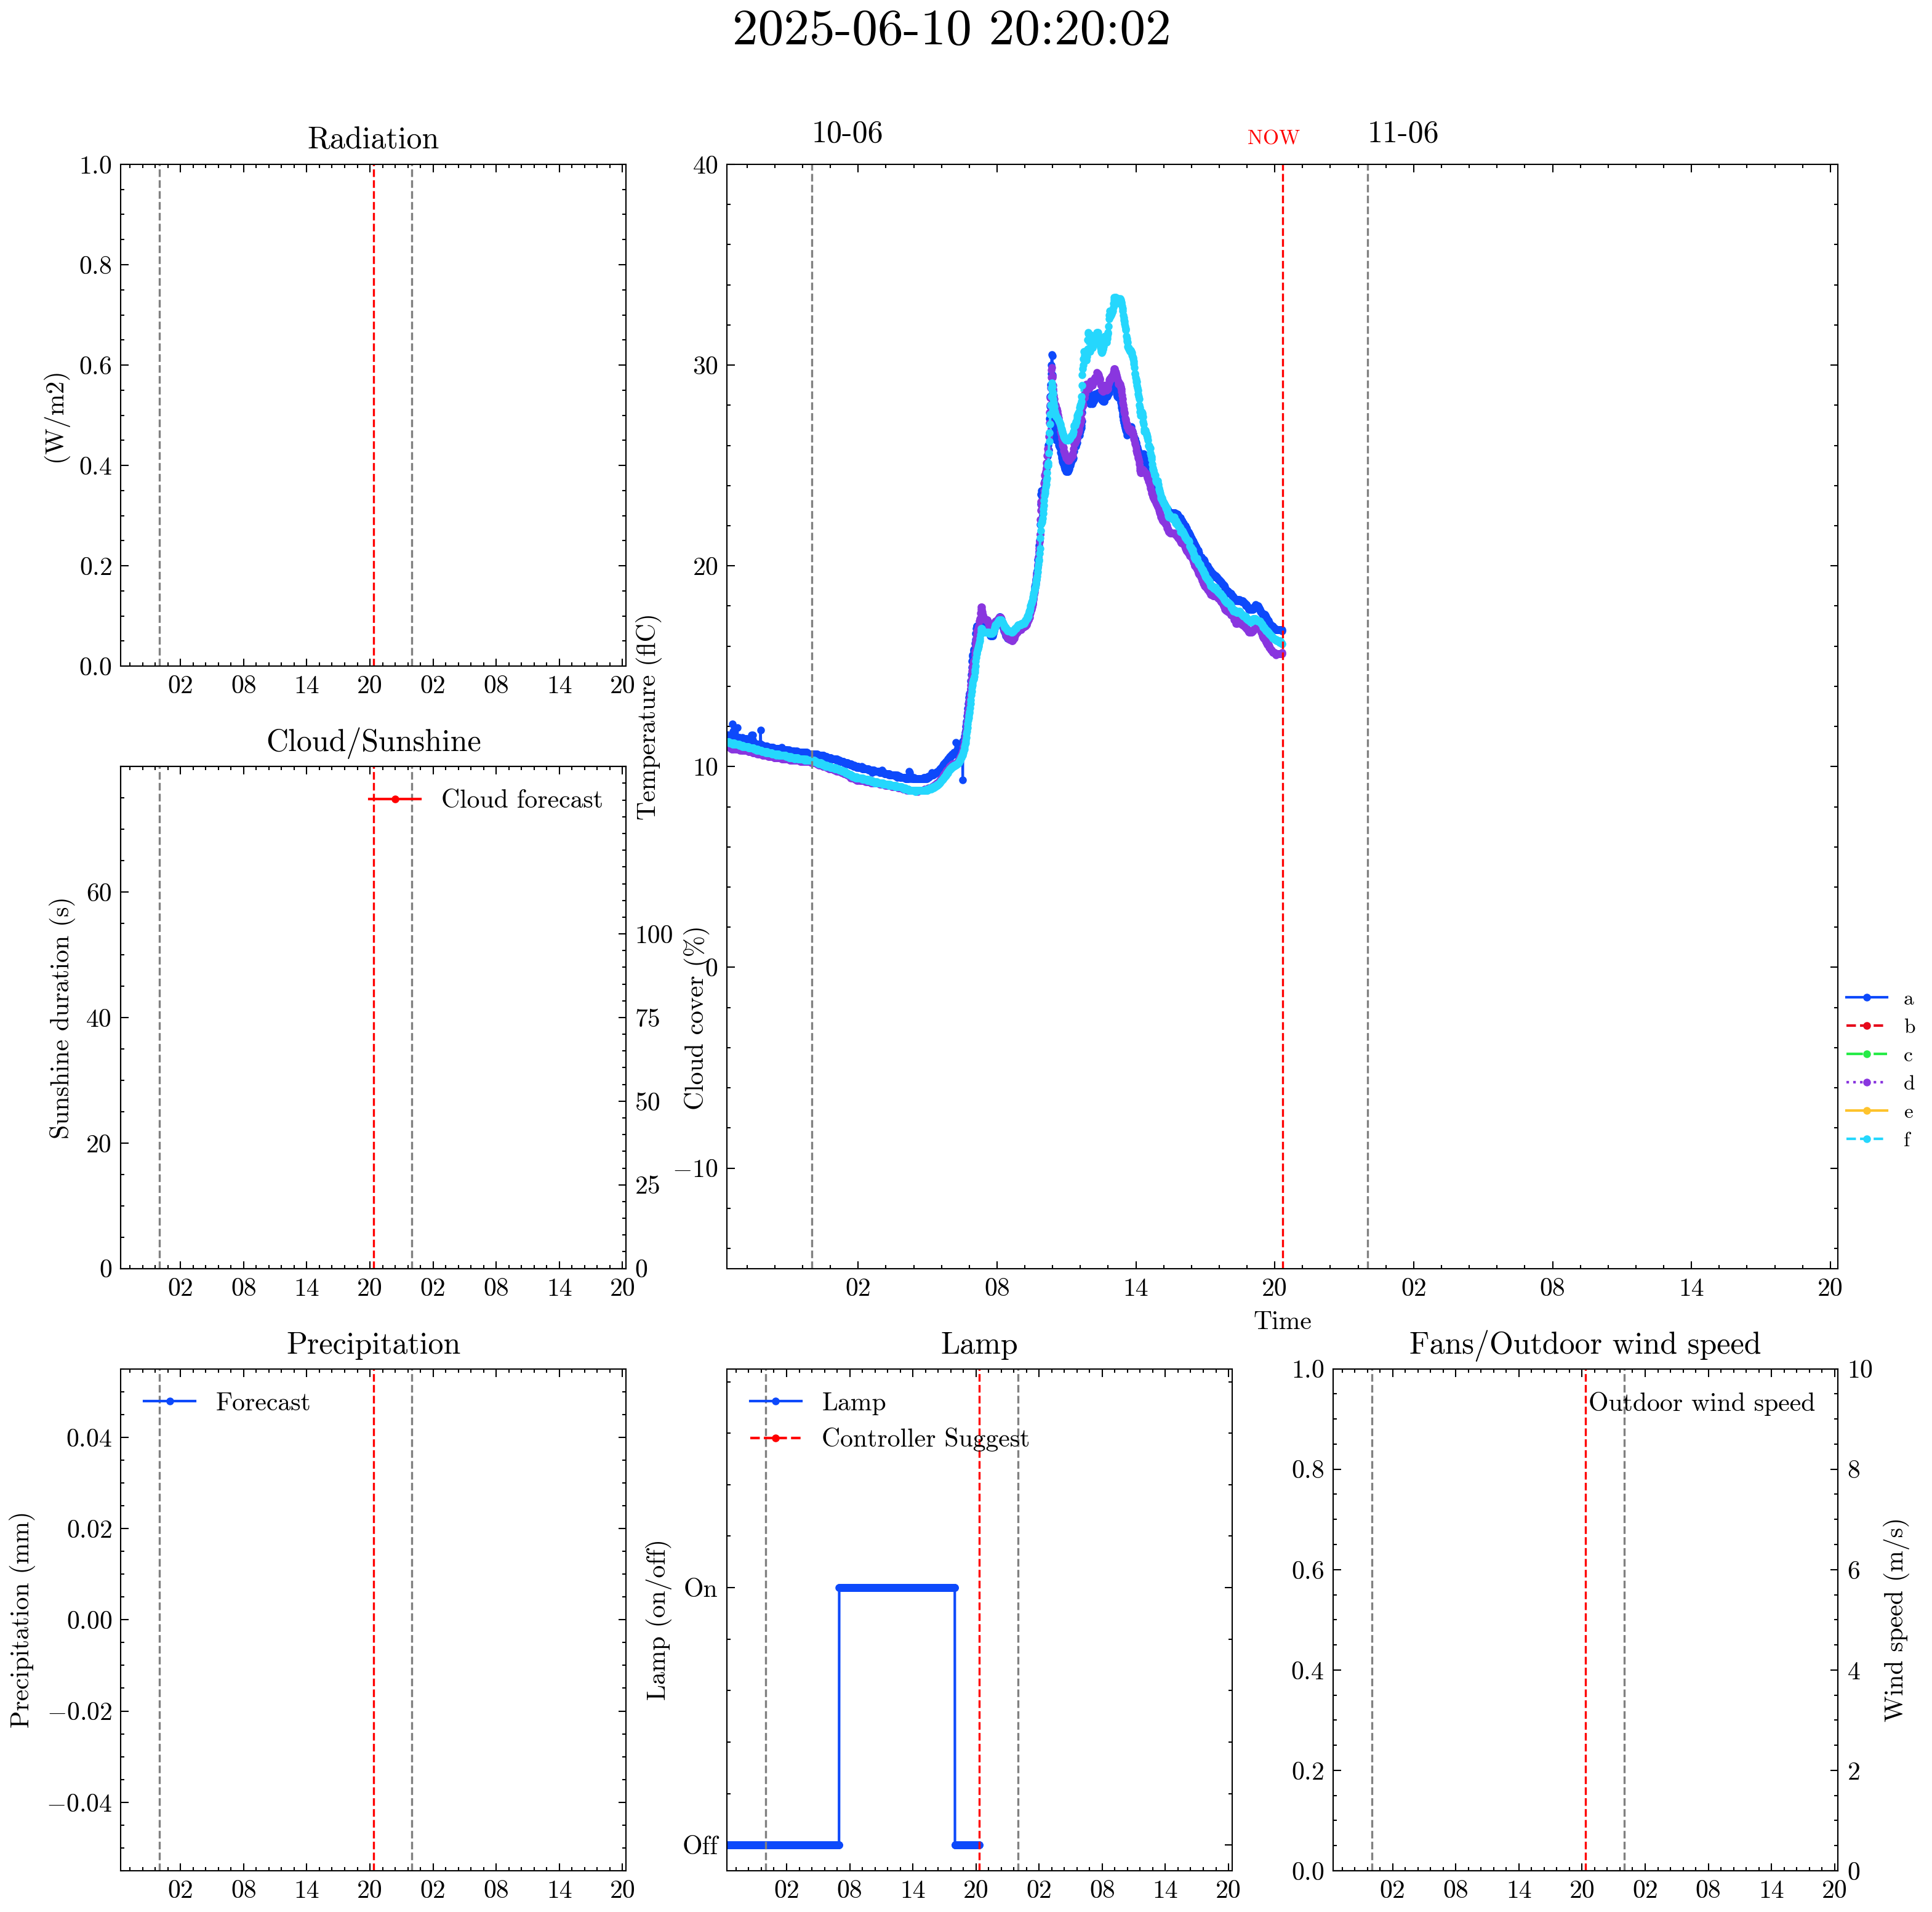 2025-06-10 20:20:02
Radiation
1.0
0.8
0.6
0.4
0.2
0.0
(W/m2)
02 08 14 20 02 08 14 20
10-06 NOW 11-06
40
30
20
10
0
−10
Temperature (flC)
02 08 14 20 02 08 14 20
Time
a
b
c
d
e
f
Cloud/Sunshine
Cloud forecast
60
40
20
0
Sunshine duration (s)
100
75
50
25
0
Cloud cover (%)
02 08 14 20 02 08 14 20
Precipitation
Forecast
0.04
0.02
0.00
−0.02
−0.04
Precipitation (mm)
02 08 14 20 02 08 14 20
Lamp
Lamp
Controller Suggest
On
Off
Lamp (on/off)
02 08 14 20 02 08 14 20
Fans/Outdoor wind speed
Outdoor wind speed
1.0
0.8
0.6
0.4
0.2
0.0
10
8
6
4
2
0
Wind speed (m/s)
02 08 14 20 02 08 14 20